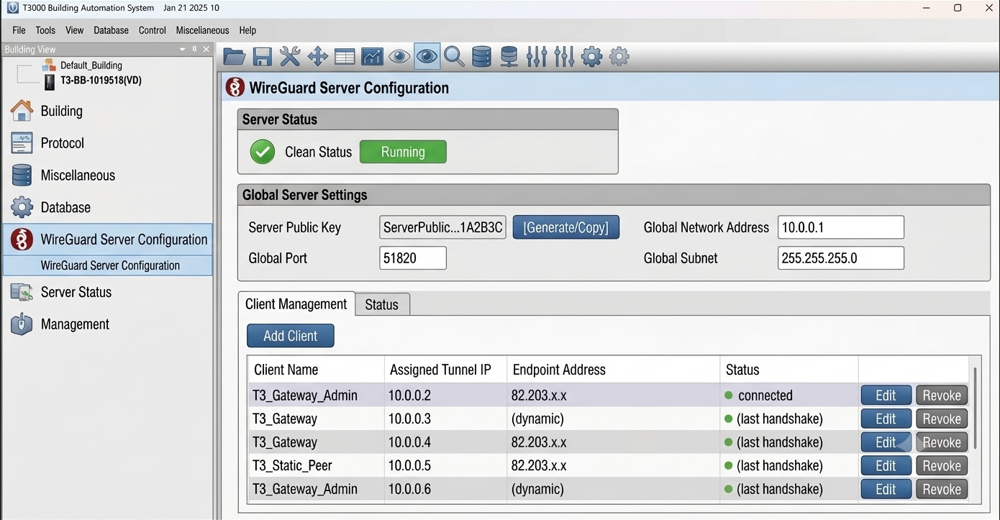 T3000 Building Automation System Jan 21 2025 10
File Tools View Database Control Miscelianeous Help
Building View
Default_Building
T3-BB-1019518(VD)
Building
Protocol
Miscellaneous
Database
WireGuard Server Configuration
WireGuard Server Configuration
Server Status
Management
WireGuard Server Configuration
Server Status
Clean Status Running
Global Server Settings
Server Public Key ServerPublic...1A2B3C [Generate/Copy] Global Network Address 10.0.0.1
Global Port 51820 Global Subnet 255.255.255.0
Client Management Status
Add Client
Client Name Assigned Tunnel IP Endpoint Address Status
T3_Gateway_Admin 10.0.0.2 82.203.x.x connected Edit Revoke
T3_Gateway 10.0.0.3 (dynamic) (last handshake) Edit Revoke
T3_Gateway 10.0.0.4 82.203.x.x (last handshake) Edit Revoke
T3_Static_Peer 10.0.0.5 82.203.x.x (last handshake) Edit Revoke
T3_Gateway_Admin 10.0.0.6 (dynamic) (last handshake) Edit Revoke